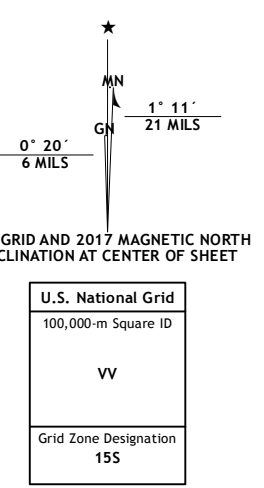 ★
MN
GN
1° 11´
21 MILS
0° 20´
6 MILS
GRID AND 2017 MAGNETIC NORTH
CLINATION AT CENTER OF SHEET
U.S. National Grid
100,000-m Square ID
VV
Grid Zone Designation
15S